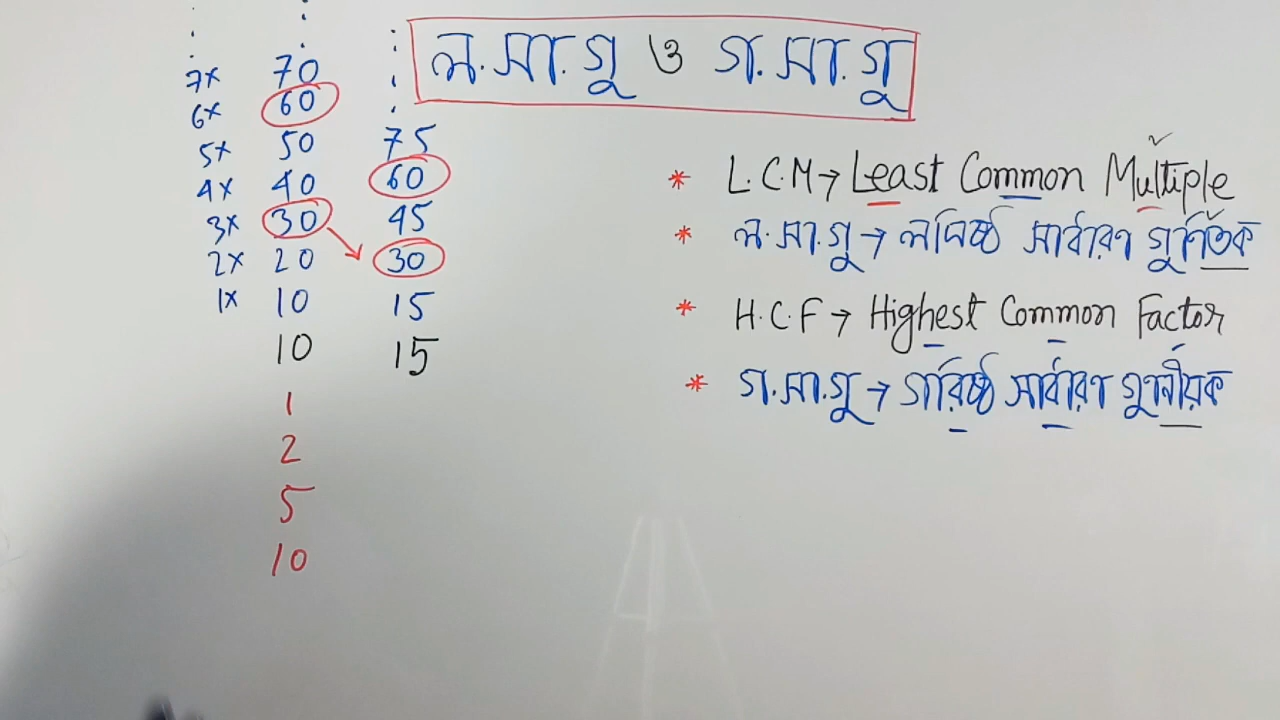 ল.সা.গু ও গ.সা.গু
7x 70
6x 60
5x 50 75
4x 40 60
3x 30 45
2x 20 30
1x 10 15
10 15
1
2
5
10
* L.C.M → Least Common Multiple
* ল.সা.গু → লঘিষ্ঠ সাধারণ গুণিতক
* H.C.F → Highest Common Factor
* গ.সা.গু → গরিষ্ঠ সাধারণ গুণনীয়ক